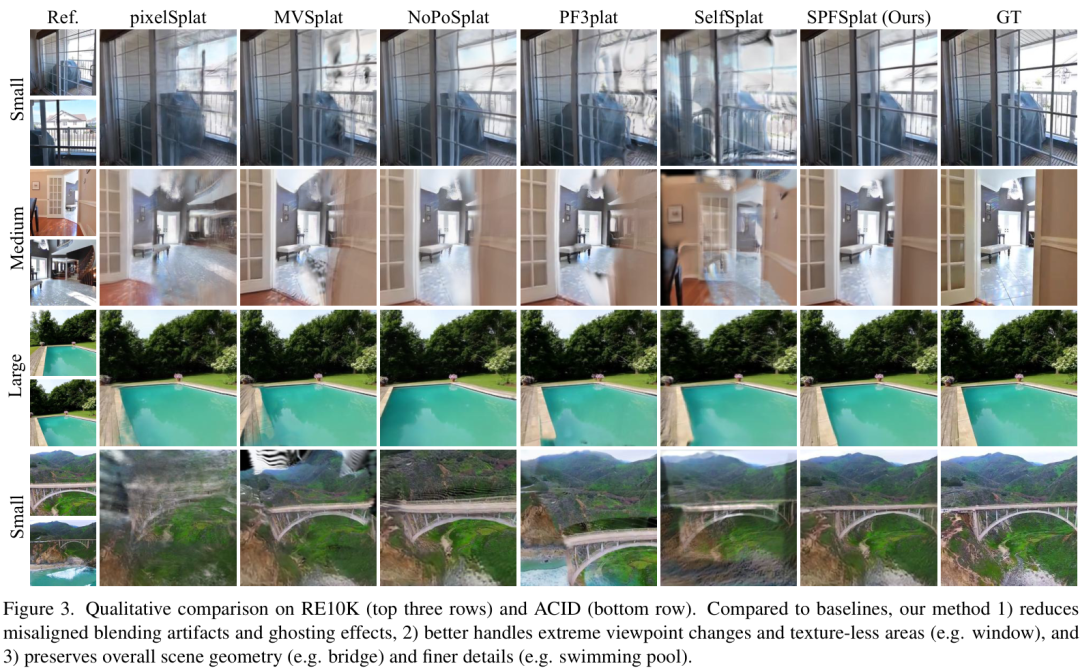 Ref. pixelSplat MVSplat NoPoSplat PF3plat SelfSplat SPFSplat (Ours) GT
Small
Medium
Large
Small
Figure 3. Qualitative comparison on RE10K (top three rows) and ACID (bottom row). Compared to baselines, our method 1) reduces
misaligned blending artifacts and ghosting effects, 2) better handles extreme viewpoint changes and texture-less areas (e.g. window), and
3) preserves overall scene geometry (e.g. bridge) and finer details (e.g. swimming pool).